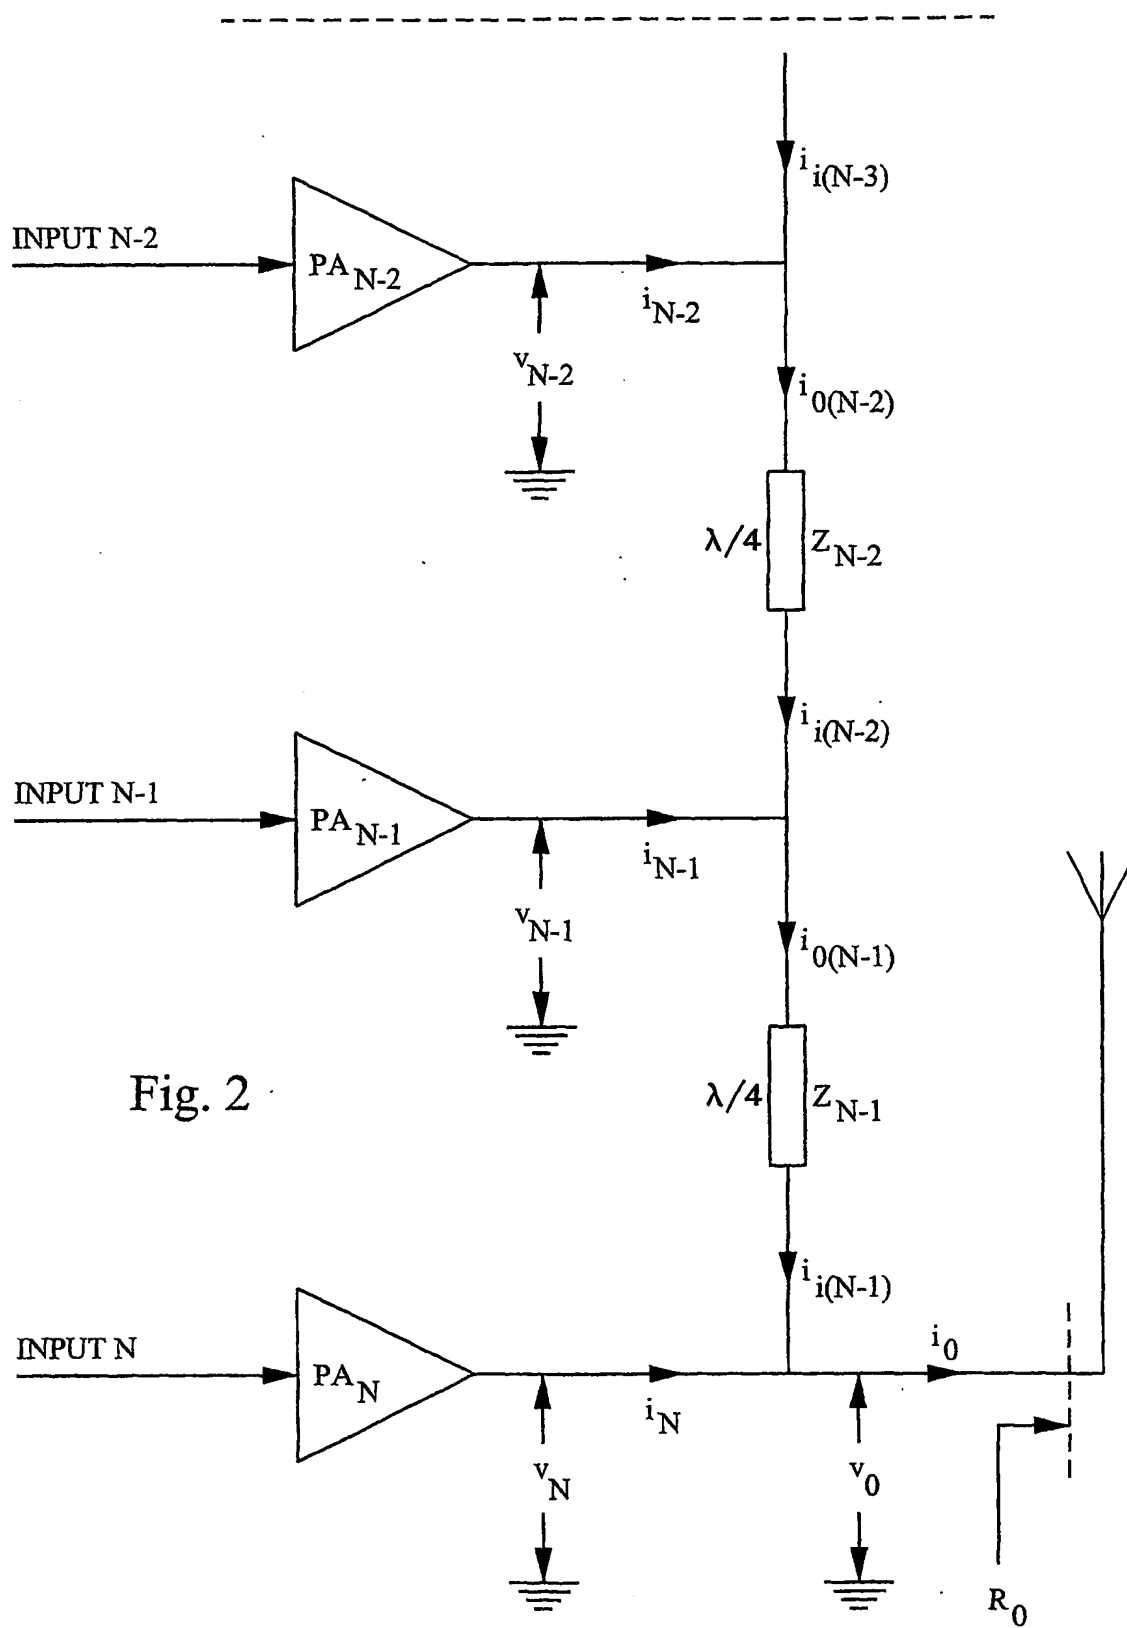 i i(N-3)
INPUT N-2
PA N-2
i N-2
v N-2
i 0(N-2)
λ/4 Z N-2
i i(N-2)
INPUT N-1
PA N-1
i N-1
v N-1
i 0(N-1)
Fig. 2
λ/4 Z N-1
i i(N-1)
INPUT N
PA N
i N
i 0
v N
v 0
R 0